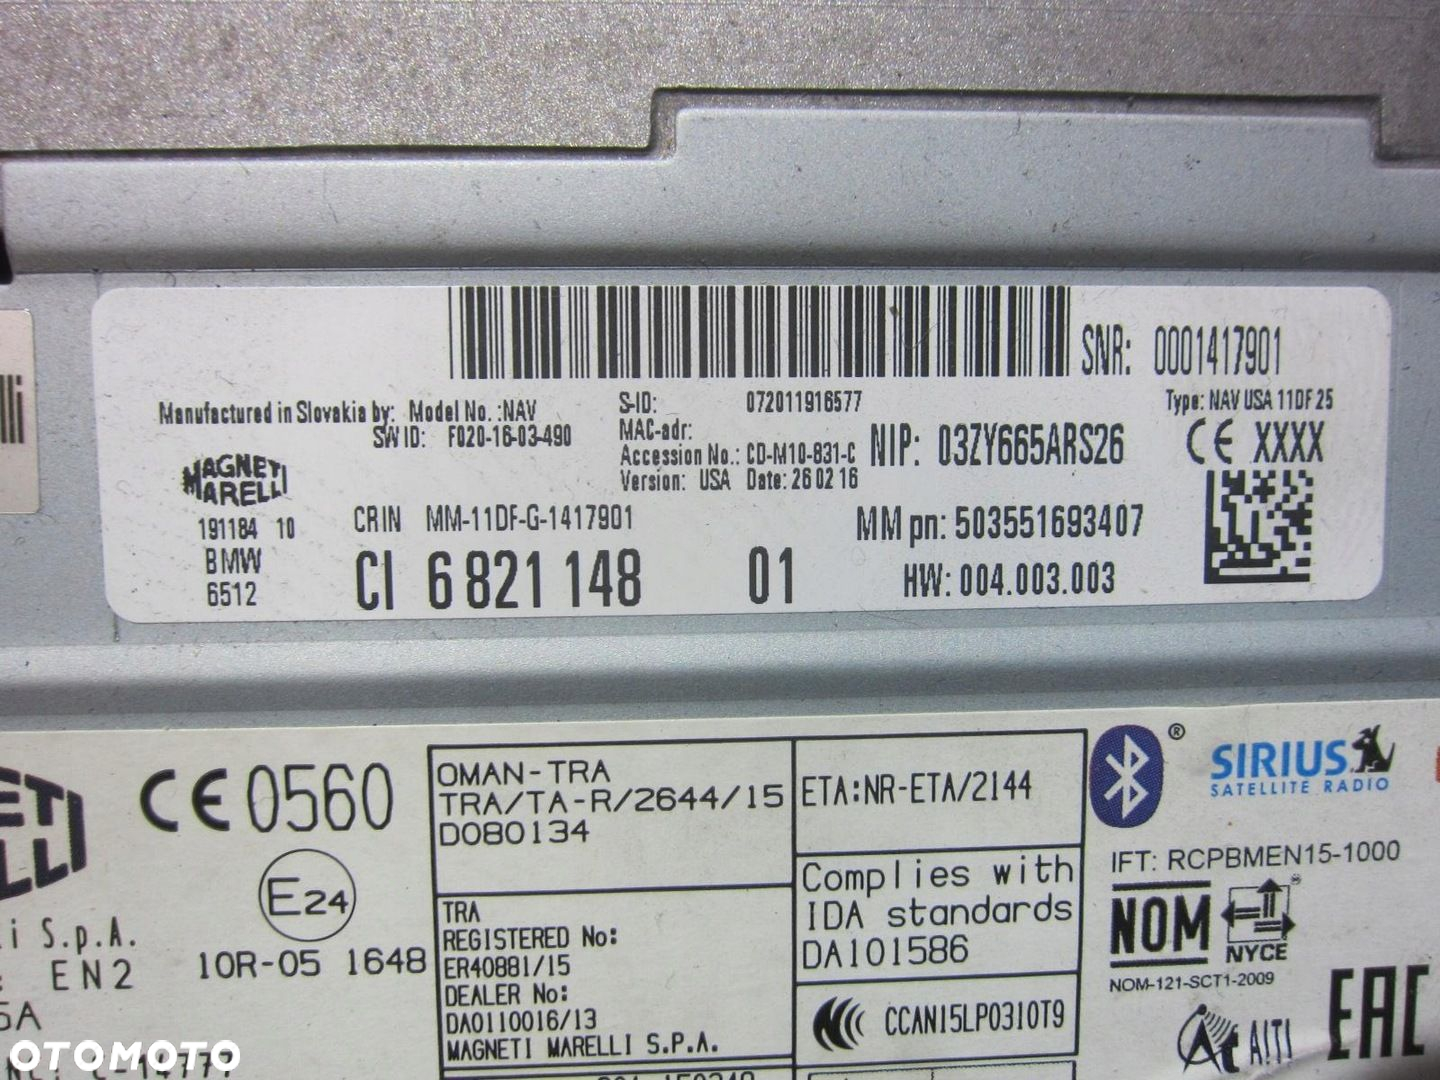 SNR: 0001417901
Manufactured in Slovakia by: Model No.:NAV
SW ID: F020-16-03-490
S-ID: 072011916577
MAC-adr:
Accession No.: CD-M10-831-C
Version: USA Date: 26 02 16
NIP: 03ZY665ARS26
Type: NAV USA 11DF 25
CE XXXX
MAGNETI
MARELLI
191184 10
BMW
6512
CRIN MM-11DF-G-1417901
CI 6 821 148 01
MM pn: 503551693407
HW: 004.003.003
CE 0560
E24
10R-05 1648
S.p.A.
EN2
5A
OMAN-TRA
TRA/TA-R/2644/15
D080134
TRA
REGISTERED No:
ER40881/15
DEALER No:
DA0110016/13
MAGNETI MARELLI S.P.A.
ETA:NR-ETA/2144
Complies with
IDA standards
DA101586
CCAN15LP0310T9
®
SIRIUS
SATELLITE RADIO
IFT: RCPBMEN15-1000
NOM
NYCE
NOM-121-SCT1-2009
EAC
OTOMOTO